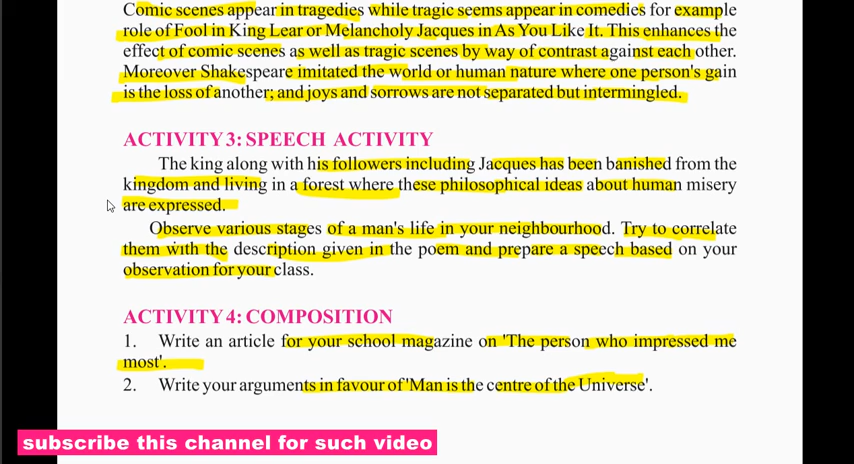 Comic scenes appear in tragedies while tragic seems appear in comedies for example
role of Fool in King Lear or Melancholy Jacques in As You Like It. This enhances the
effect of comic scenes as well as tragic scenes by way of contrast against each other.
Moreover Shakespeare imitated the world or human nature where one person's gain
is the loss of another; and joys and sorrows are not separated but intermingled.
ACTIVITY 3: SPEECH ACTIVITY
The king along with his followers including Jacques has been banished from the
kingdom and living in a forest where these philosophical ideas about human misery
are expressed.
Observe various stages of a man's life in your neighbourhood. Try to correlate
them with the description given in the poem and prepare a speech based on your
observation for your class.
ACTIVITY 4: COMPOSITION
1. Write an article for your school magazine on 'The person who impressed me
most'.
2. Write your arguments in favour of 'Man is the centre of the Universe'.
subscribe this channel for such video